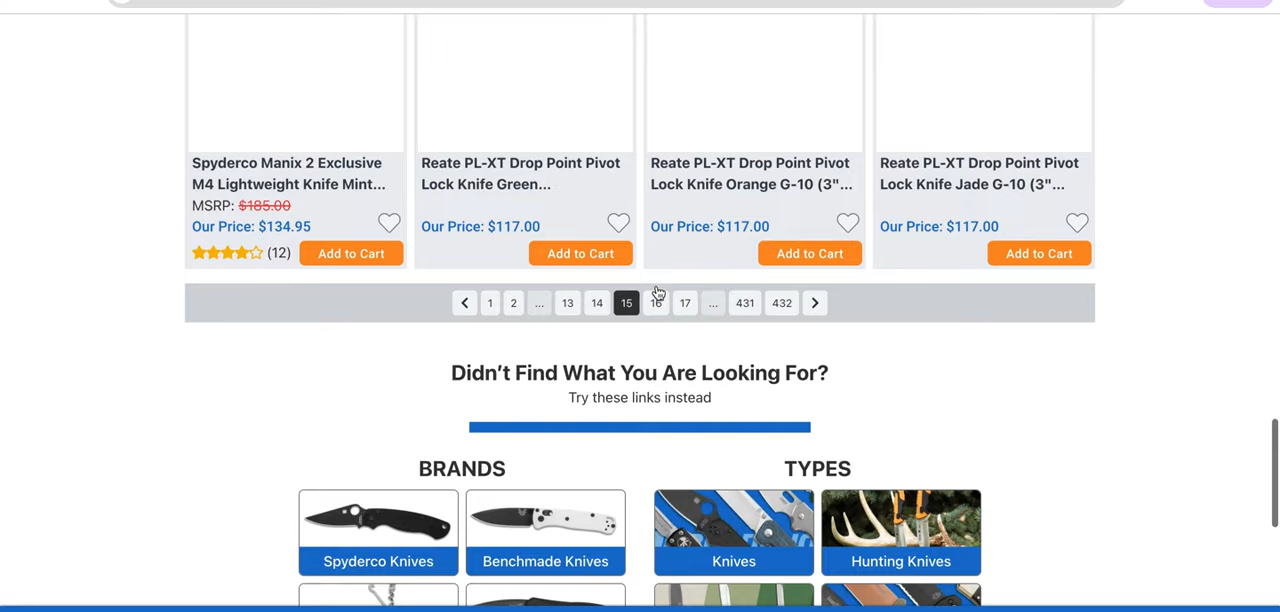 Spyderco Manix 2 Exclusive
M4 Lightweight Knife Mint...
MSRP: $185.00
Our Price: $134.95
(12)
Add to Cart
Reate PL-XT Drop Point Pivot
Lock Knife Green...
Our Price: $117.00
Add to Cart
Reate PL-XT Drop Point Pivot
Lock Knife Orange G-10 (3"...
Our Price: $117.00
Add to Cart
Reate PL-XT Drop Point Pivot
Lock Knife Jade G-10 (3"...
Our Price: $117.00
Add to Cart
1 2 ... 13 14 15 16 17 ... 431 432
Didn't Find What You Are Looking For?
Try these links instead
BRANDS
Spyderco Knives
Benchmade Knives
TYPES
Knives
Hunting Knives